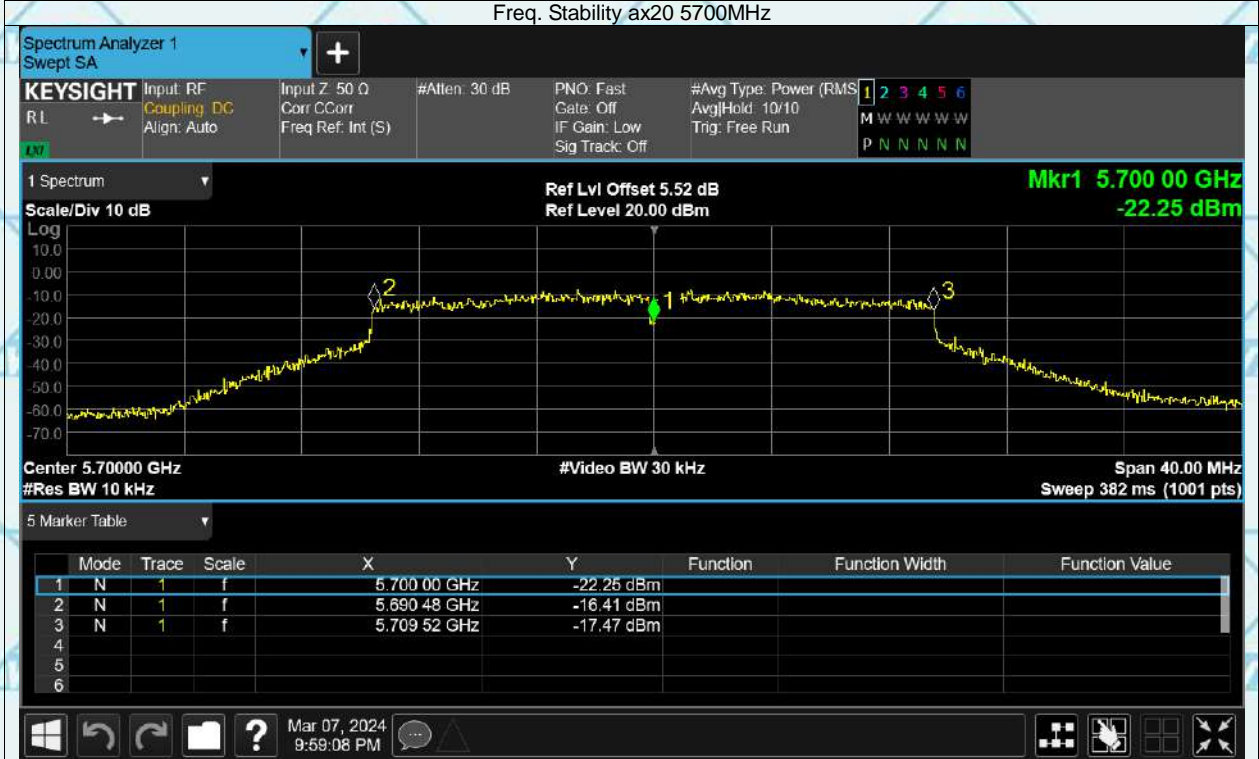 Freq. Stability ax20 5700MHz
Spectrum Analyzer 1
Swept SA
+
KEYSIGHT Input: RF Input Z: 50 Ω #Atten: 30 dB PNO: Fast #Avg Type: Power (RMS 1 2 3 4 5 6
RL Coupling: DC Corr CCorr Gate: Off Avg|Hold: 10/10 M W W W W W
Align: Auto Freq Ref: Int (S) IF Gain: Low Trig: Free Run
LXI Sig Track: Off P N N N N N
1 Spectrum Ref Lvl Offset 5.52 dB Mkr1 5.700 00 GHz
Scale/Div 10 dB Ref Level 20.00 dBm -22.25 dBm
Log
10.0
0.00
-10.0
-20.0
-30.0
-40.0
-50.0
-60.0
-70.0
2
1
3
Center 5.70000 GHz #Video BW 30 kHz Span 40.00 MHz
#Res BW 10 kHz Sweep 382 ms (1001 pts)
5 Marker Table
Mode Trace Scale X Y Function Function Width Function Value
1 N 1 f 5.700 00 GHz -22.25 dBm
2 N 1 f 5.690 48 GHz -16.41 dBm
3 N 1 f 5.709 52 GHz -17.47 dBm
4
5
6
? Mar 07, 2024
9:59:08 PM